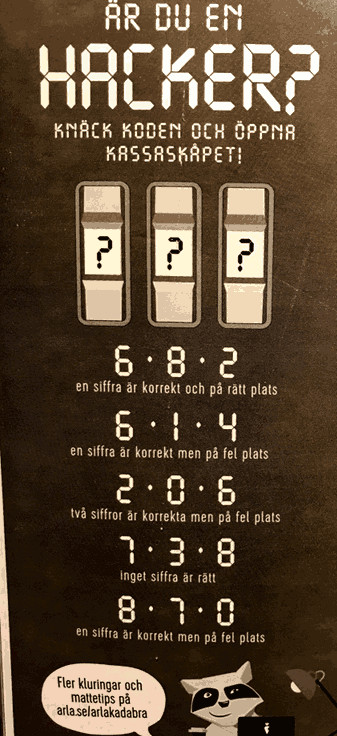 ÄR DU EN
HACKER?
KNÄCK KODEN OCH ÖPPNA
KASSASKÅPET!
? ? ?
6·8·2
en siffra är korrekt och på rätt plats
6·1·4
en siffra är korrekt men på fel plats
2·0·6
två siffror är korrekta men på fel plats
7·3·8
inget siffra är rätt
8·7·0
en siffra är korrekt men på fel plats
Fler kluringar och
mattetips på
arla.se/arlakadabra